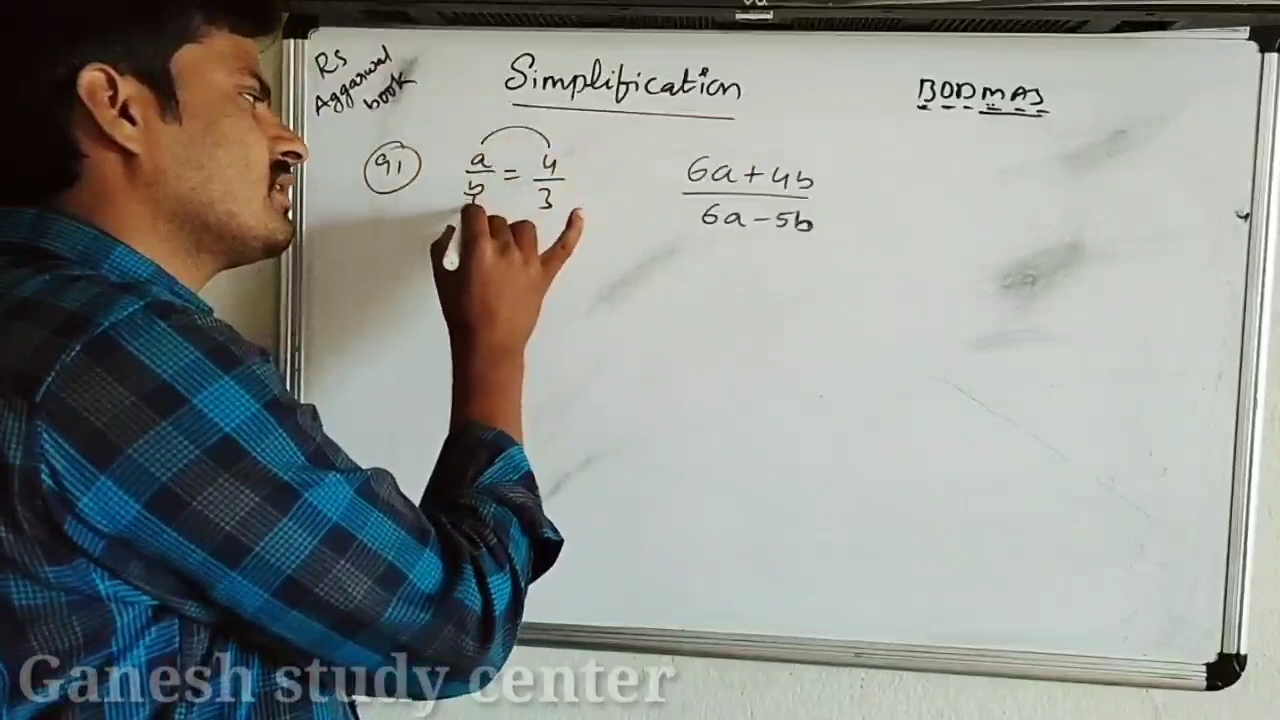 RS
Aggarwal
book
Simplification
BODMAS
91
a/b = 4/3
6a+4b
6a-5b
Ganesh study center